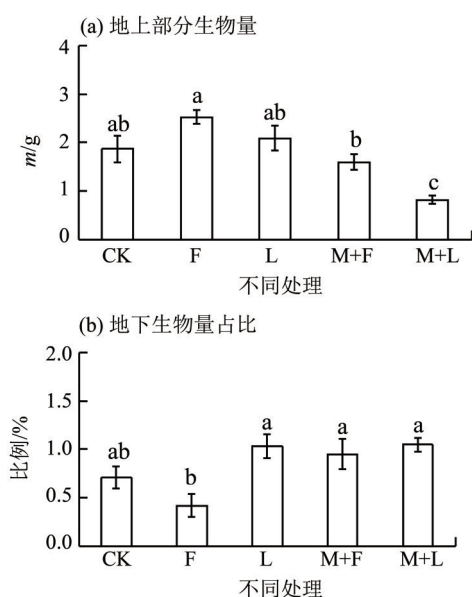 (a) 地上部分生物量
4
3
2
1
0
m/g
ab
a
ab
b
c
CK F L M+F M+L
不同处理
(b) 地下生物量占比
2.0
1.5
1.0
0.5
0.0
比例/%
ab
b
a
a
a
CK F L M+F M+L
不同处理